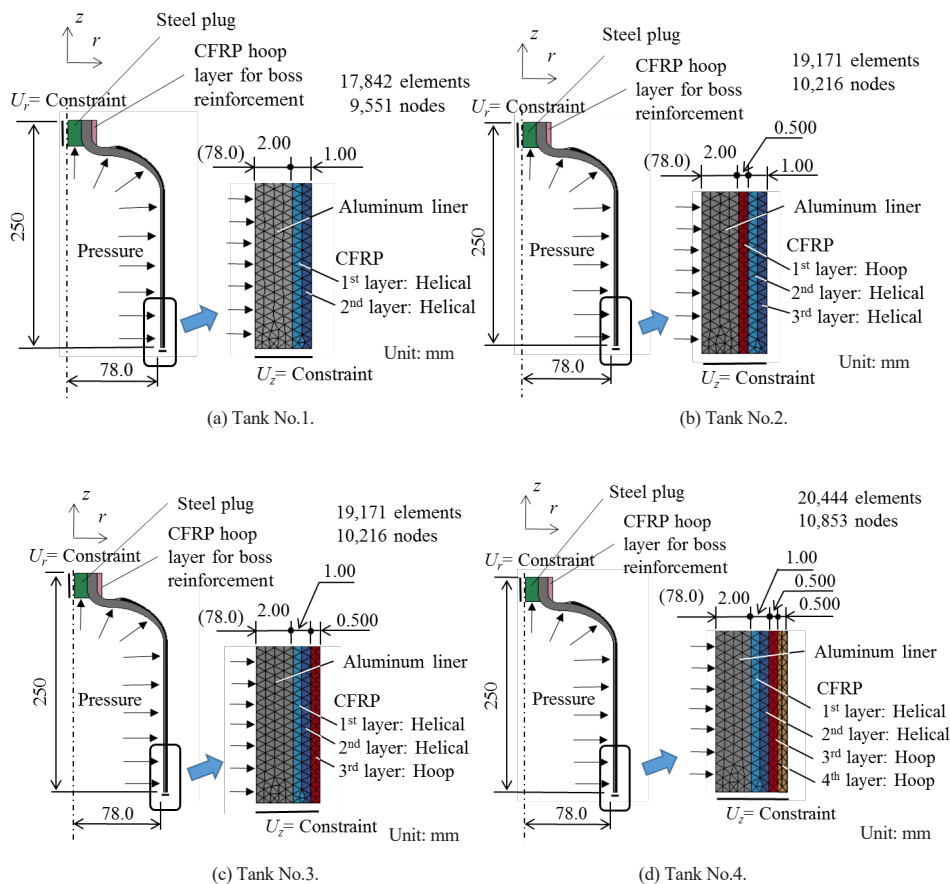 z
r
Steel plug
CFRP hoop
layer for boss
reinforcement
17,842 elements
9,551 nodes
Uᵣ= Constraint
250
Pressure
78.0
(78.0)
2.00
1.00
Aluminum liner
CFRP
1ˢᵗ layer: Helical
2ⁿᵈ layer: Helical
Unit: mm
U_z= Constraint
(a) Tank No.1.
z
r
Steel plug
CFRP hoop
layer for boss
reinforcement
19,171 elements
10,216 nodes
Uᵣ= Constraint
250
Pressure
78.0
(78.0)
2.00
0.500
1.00
Aluminum liner
CFRP
1ˢᵗ layer: Hoop
2ⁿᵈ layer: Helical
3ʳᵈ layer: Helical
Unit: mm
U_z= Constraint
(b) Tank No.2.
z
r
Steel plug
CFRP hoop
layer for boss
reinforcement
19,171 elements
10,216 nodes
Uᵣ= Constraint
250
Pressure
78.0
(78.0)
2.00
1.00
0.500
Aluminum liner
CFRP
1ˢᵗ layer: Helical
2ⁿᵈ layer: Helical
3ʳᵈ layer: Hoop
U_z= Constraint
Unit: mm
(c) Tank No.3.
z
r
Steel plug
CFRP hoop
layer for boss
reinforcement
20,444 elements
10,853 nodes
Uᵣ= Constraint
250
Pressure
78.0
(78.0)
2.00
1.00
0.500
0.500
Aluminum liner
CFRP
1ˢᵗ layer: Helical
2ⁿᵈ layer: Helical
3ʳᵈ layer: Hoop
4ᵗʰ layer: Hoop
U_z= Constraint
Unit: mm
(d) Tank No.4.